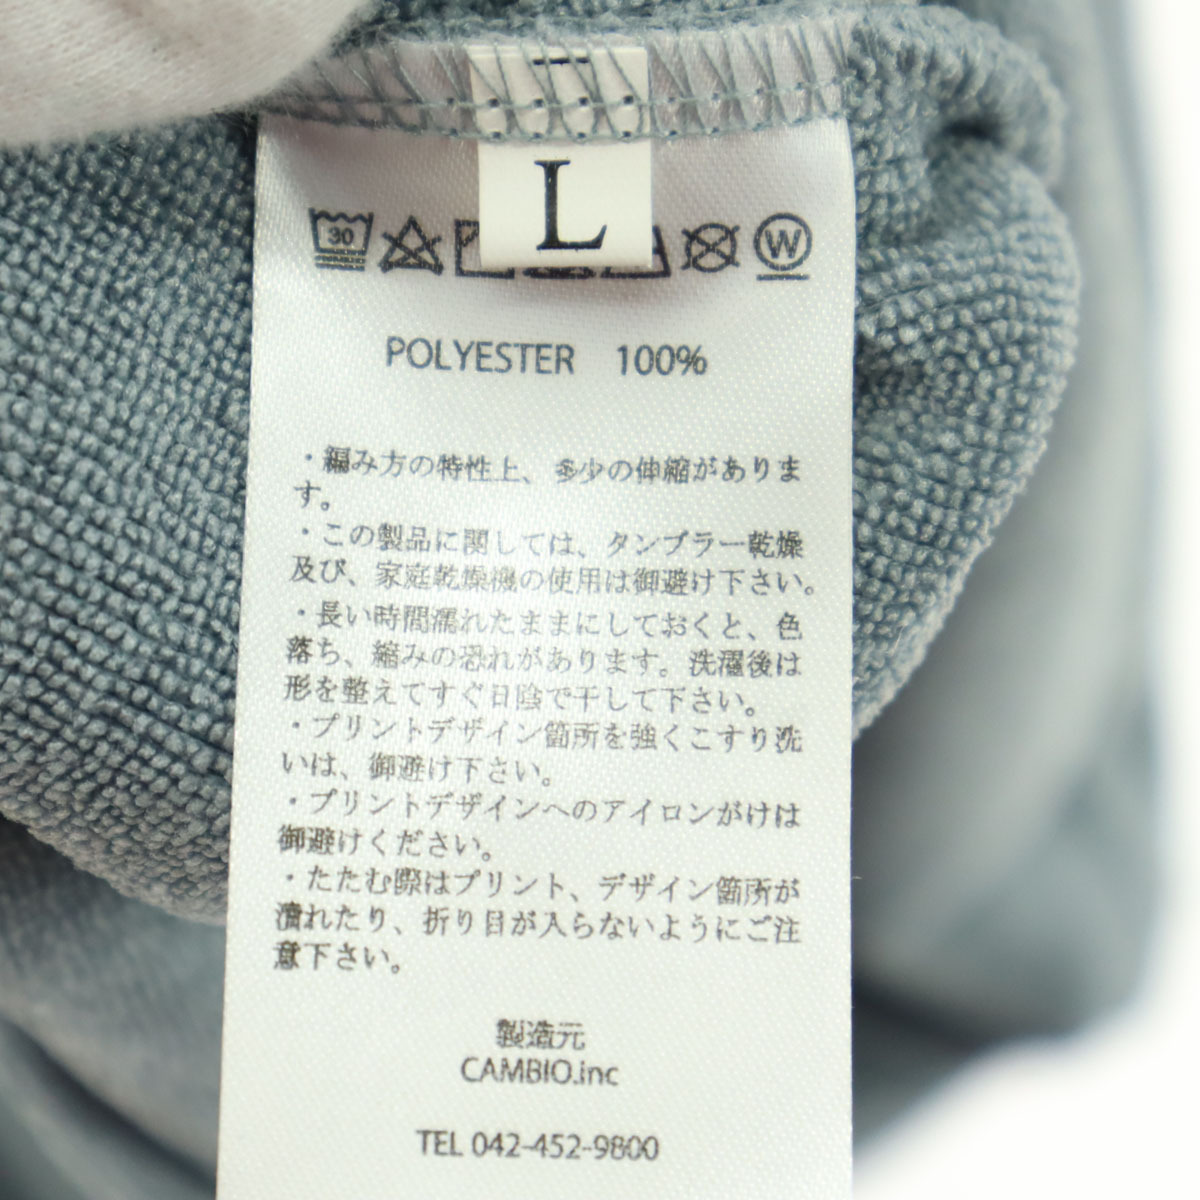 L
30
W
POLYESTER 100%
・編み方の特性上、多少の伸縮がありま
す。
・この製品に関しては、タンブラー乾燥
及び、家庭乾燥機の使用は御避け下さい。
・長い時間濡れたままにしておくと、色
落ち、縮みの恐れがあります。洗濯後は
形を整えてすぐ日陰で干して下さい。
・プリントデザイン箇所を強くこすり洗
いは、御避け下さい。
・プリントデザインへのアイロンがけは
御避けください。
・たたむ際はプリント、デザイン箇所が
潰れたり、折り目が入らないようにご注
意下さい。
製造元
CAMBIO.inc
TEL 042-452-9800